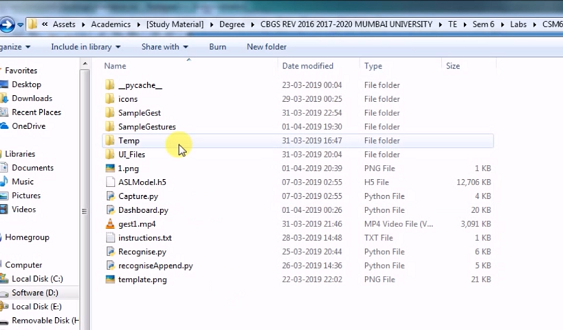 « Assets ▸ Academics ▸ [Study Material] ▸ Degree ▸ CBGS REV 2016 2017-2020 MUMBAI UNIVERSITY ▸ TE ▸ Sem 6 ▸ Labs ▸ CSM6
ganize ▾ Include in library ▾ Share with ▾ Burn New folder
Name Date modified Type Size
Favorites
Desktop
Downloads
Recent Places
OneDrive
Libraries
Documents
Music
Pictures
Videos
Homegroup
Computer
Local Disk (C:)
Software (D:)
Local Disk (E:)
Removable Disk (H
__pycache__ 23-03-2019 00:04 File folder
icons 29-03-2019 00:25 File folder
SampleGest 31-03-2019 22:54 File folder
SampleGestures 01-04-2019 19:30 File folder
Temp 31-03-2019 16:47 File folder
UI_Files 31-03-2019 20:04 File folder
1.png 01-04-2019 20:39 PNG File 1 KB
ASLModel.h5 07-03-2019 02:55 H5 File 12,706 KB
Capture.py 07-03-2019 02:55 Python File 4 KB
Dashboard.py 01-04-2019 00:26 Python File 20 KB
gest1.mp4 31-03-2019 21:46 MP4 Video File (V... 3,091 KB
instructions.txt 28-03-2019 14:48 TXT File 1 KB
Recognise.py 31-03-2019 22:51 Python File 6 KB
recogniseAppend.py 26-03-2019 14:36 Python File 5 KB
template.png 22-03-2019 22:02 PNG File 21 KB